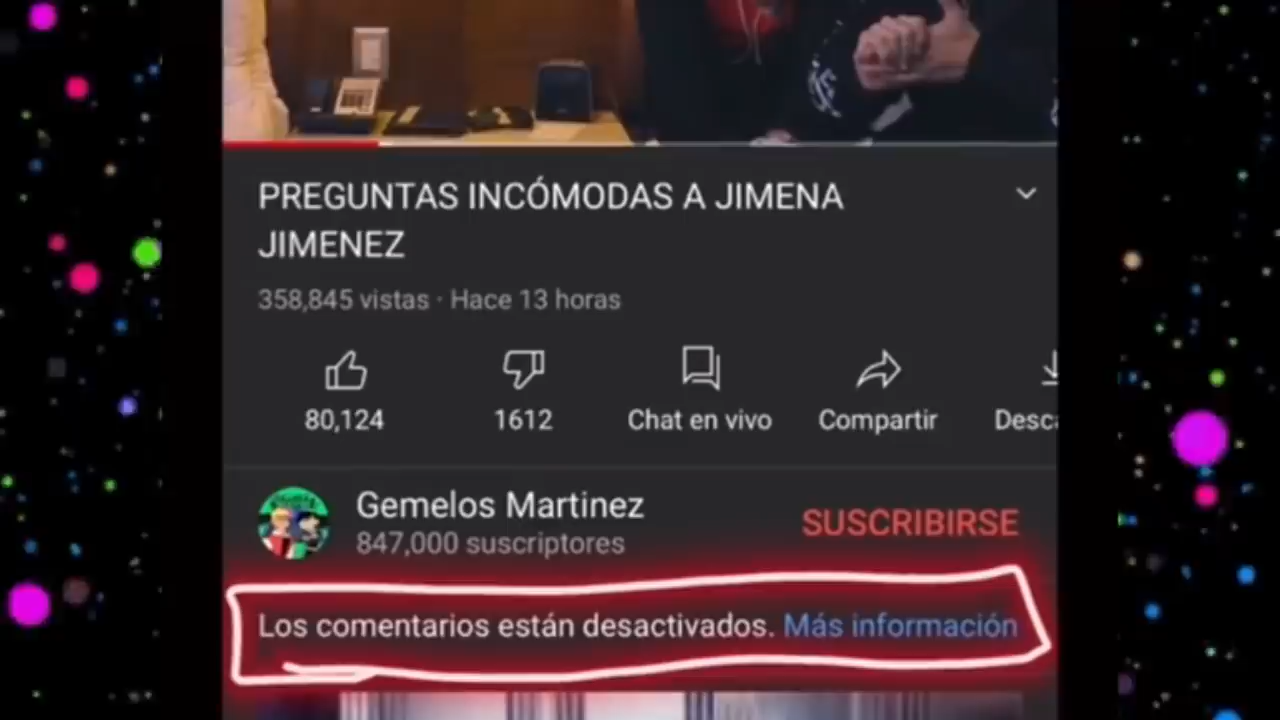 PREGUNTAS INCÓMODAS A JIMENA
JIMENEZ
358,845 vistas · Hace 13 horas
80,124
1612
Chat en vivo
Compartir
Desca
Gemelos Martinez
847,000 suscriptores
SUSCRIBIRSE
Los comentarios están desactivados. Más información